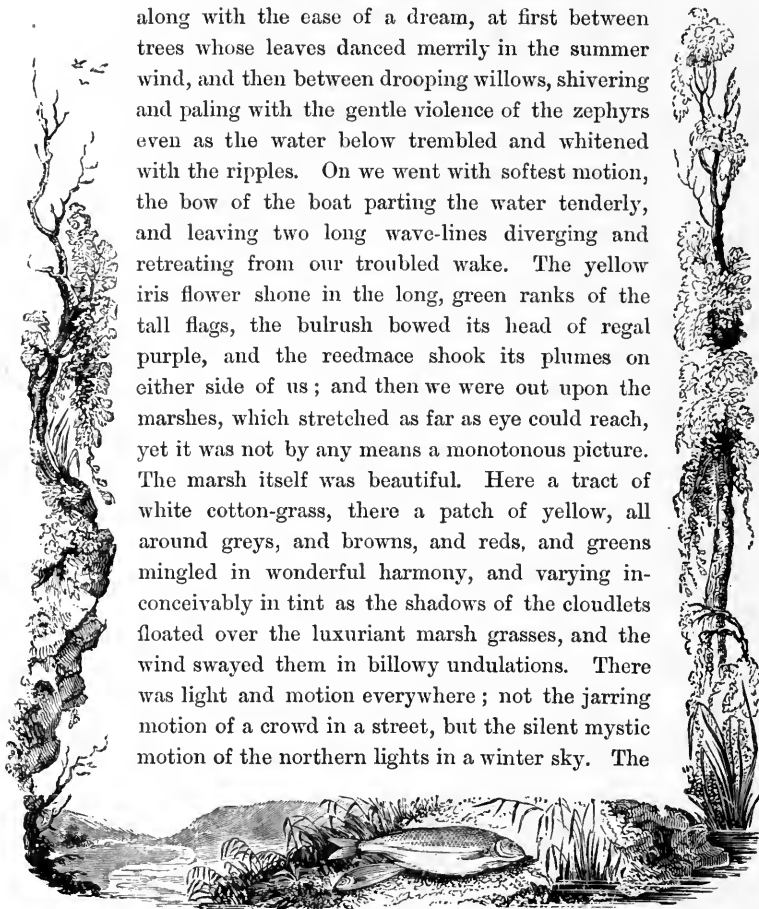 along with the ease of a dream, at first between
trees whose leaves danced merrily in the summer
wind, and then between drooping willows, shivering
and paling with the gentle violence of the zephyrs
even as the water below trembled and whitened
with the ripples. On we went with softest motion,
the bow of the boat parting the water tenderly,
and leaving two long wave-lines diverging and
retreating from our troubled wake. The yellow
iris flower shone in the long, green ranks of the
tall flags, the bulrush bowed its head of regal
purple, and the reedmace shook its plumes on
either side of us; and then we were out upon the
marshes, which stretched as far as eye could reach,
yet it was not by any means a monotonous picture.
The marsh itself was beautiful. Here a tract of
white cotton-grass, there a patch of yellow, all
around greys, and browns, and reds, and greens
mingled in wonderful harmony, and varying in-
conceivably in tint as the shadows of the cloudlets
floated over the luxuriant marsh grasses, and the
wind swayed them in billowy undulations. There
was light and motion everywhere; not the jarring
motion of a crowd in a street, but the silent mystic
motion of the northern lights in a winter sky. The